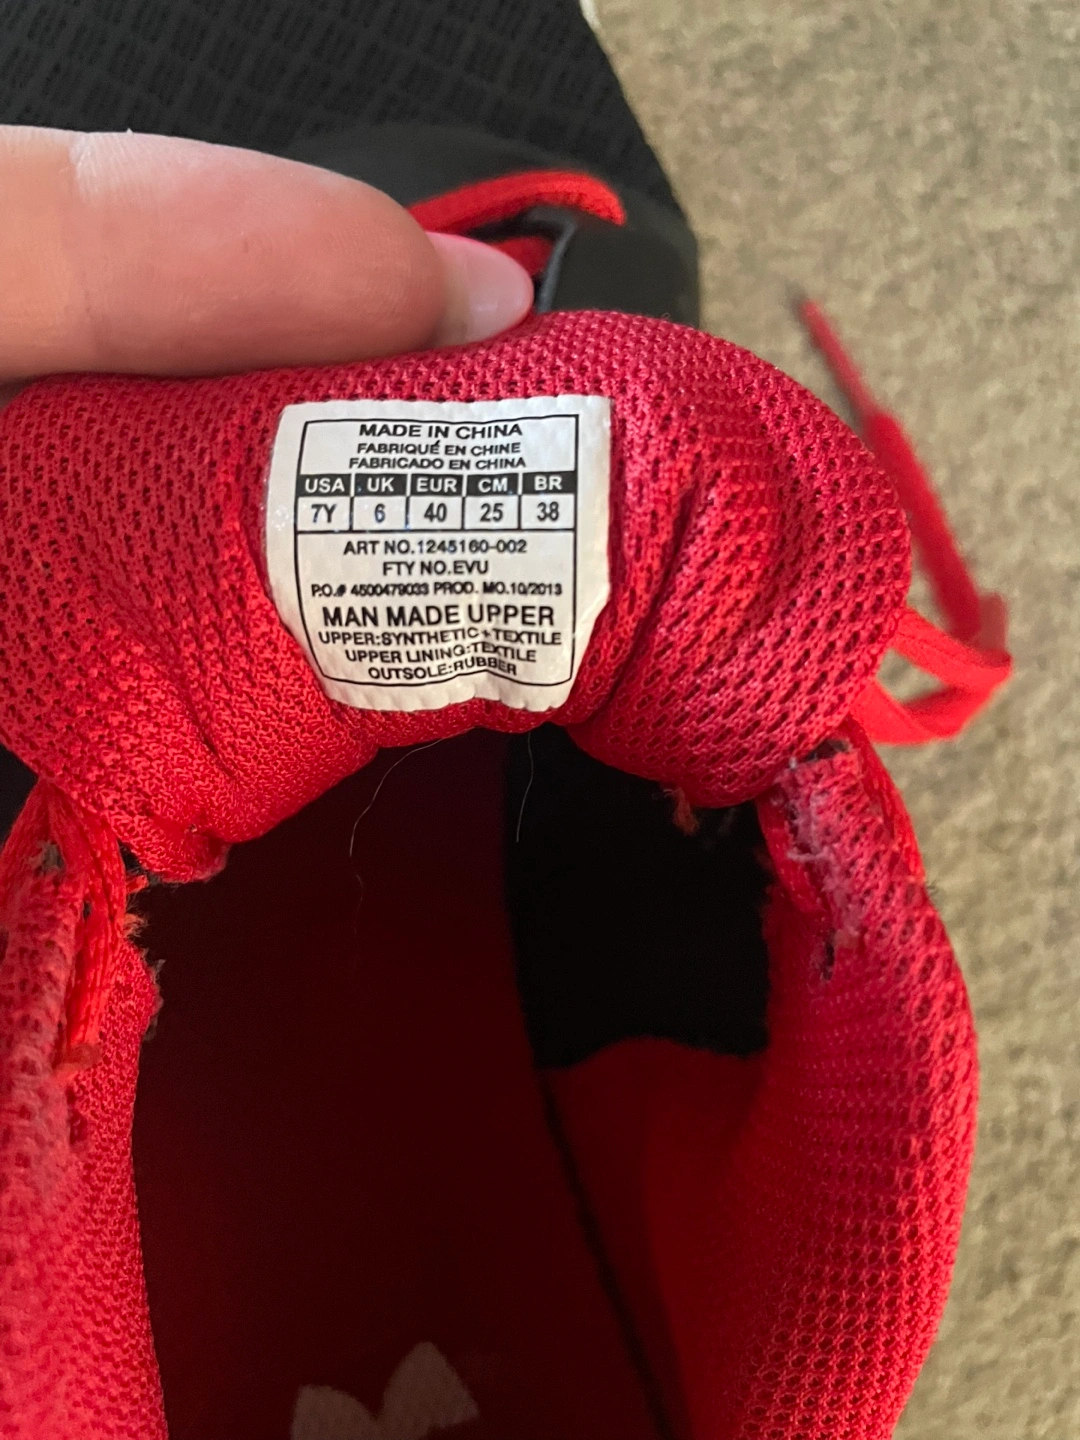 MADE IN CHINA
FABRIQUÉ EN CHINE
FABRICADO EN CHINA
USA UK EUR CM BR
7Y 6 40 25 38
ART NO.1245160-002
FTY NO.EVU
P.O.# 4500479033 PROD. MO.10/2013
MAN MADE UPPER
UPPER:SYNTHETIC+TEXTILE
UPPER LINING:TEXTILE
OUTSOLE:RUBBER